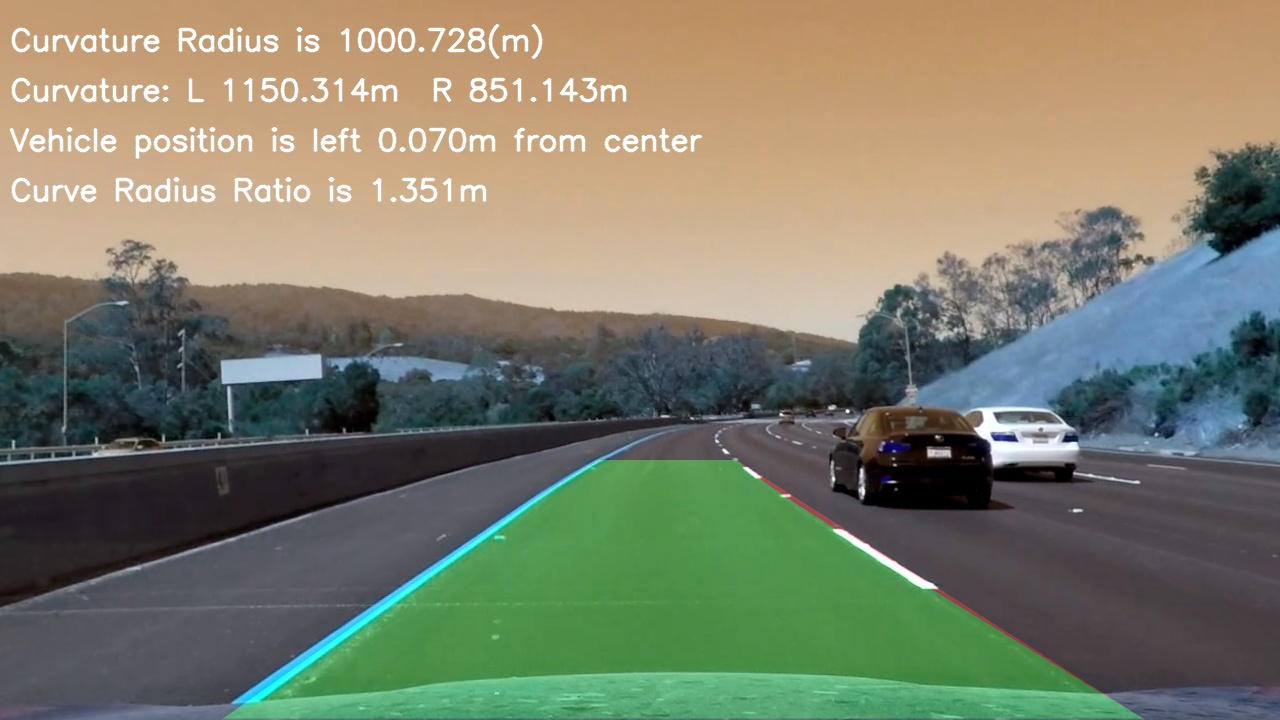 Curvature Radius is 1000.728(m)
Curvature: L 1150.314m R 851.143m
Vehicle position is left 0.070m from center
Curve Radius Ratio is 1.351m